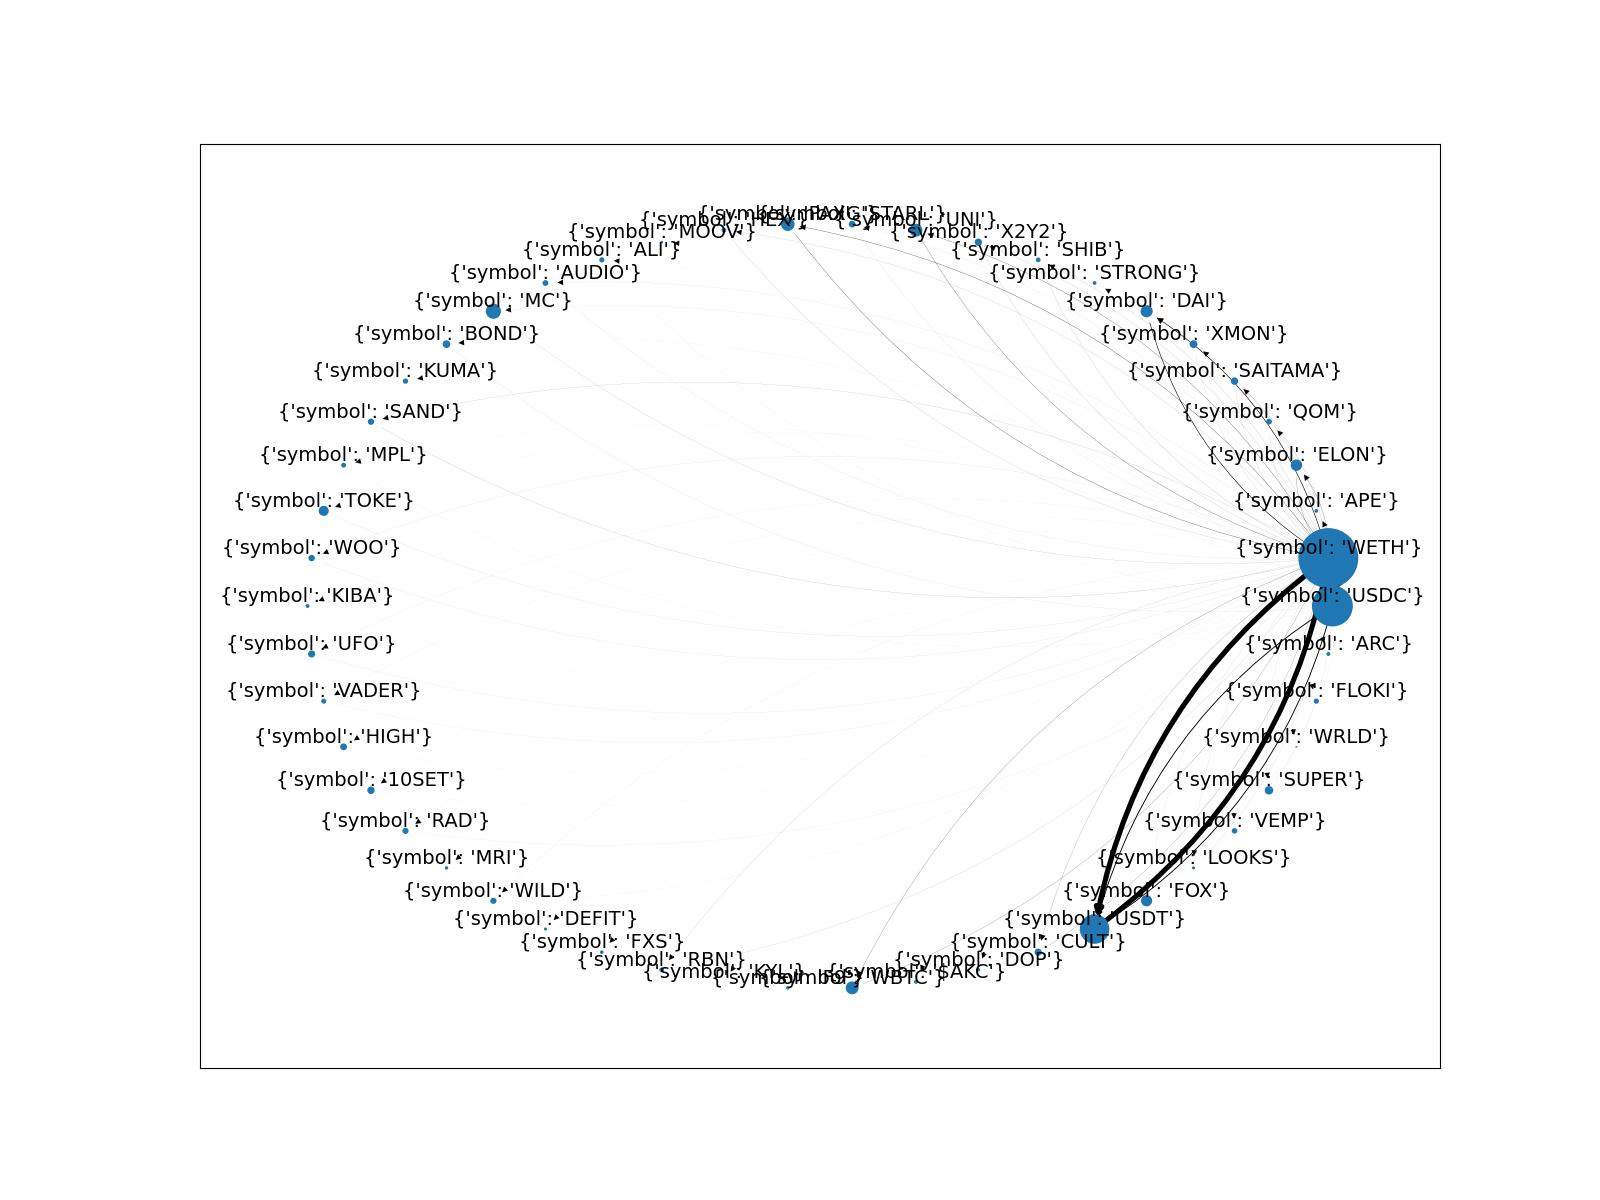 {'symbol': 'PAXG'}
{'symbol': 'STARL'}
{'symbol': 'HEX'}
{'symbol': 'UNI'}
{'symbol': 'MOOV'}
{'symbol': 'X2Y2'}
{'symbol': 'ALI'}
{'symbol': 'SHIB'}
{'symbol': 'AUDIO'}
{'symbol': 'STRONG'}
{'symbol': 'MC'}
{'symbol': 'DAI'}
{'symbol': 'BOND'}
{'symbol': 'XMON'}
{'symbol': 'KUMA'}
{'symbol': 'SAITAMA'}
{'symbol': 'SAND'}
{'symbol': 'QOM'}
{'symbol': 'MPL'}
{'symbol': 'ELON'}
{'symbol': 'TOKE'}
{'symbol': 'APE'}
{'symbol': 'WOO'}
{'symbol': 'WETH'}
{'symbol': 'KIBA'}
{'symbol': 'USDC'}
{'symbol': 'UFO'}
{'symbol': 'ARC'}
{'symbol': 'VADER'}
{'symbol': 'FLOKI'}
{'symbol': 'HIGH'}
{'symbol': 'WRLD'}
{'symbol': '10SET'}
{'symbol': 'SUPER'}
{'symbol': 'RAD'}
{'symbol': 'VEMP'}
{'symbol': 'MRI'}
{'symbol': 'LOOKS'}
{'symbol': 'WILD'}
{'symbol': 'FOX'}
{'symbol': 'DEFIT'}
{'symbol': 'USDT'}
{'symbol': 'FXS'}
{'symbol': 'CULT'}
{'symbol': 'RBN'}
{'symbol': 'DOP'}
{'symbol': 'KYL'}
{'symbol': 'SAKC'}
{'symbol': 'WBTC'}